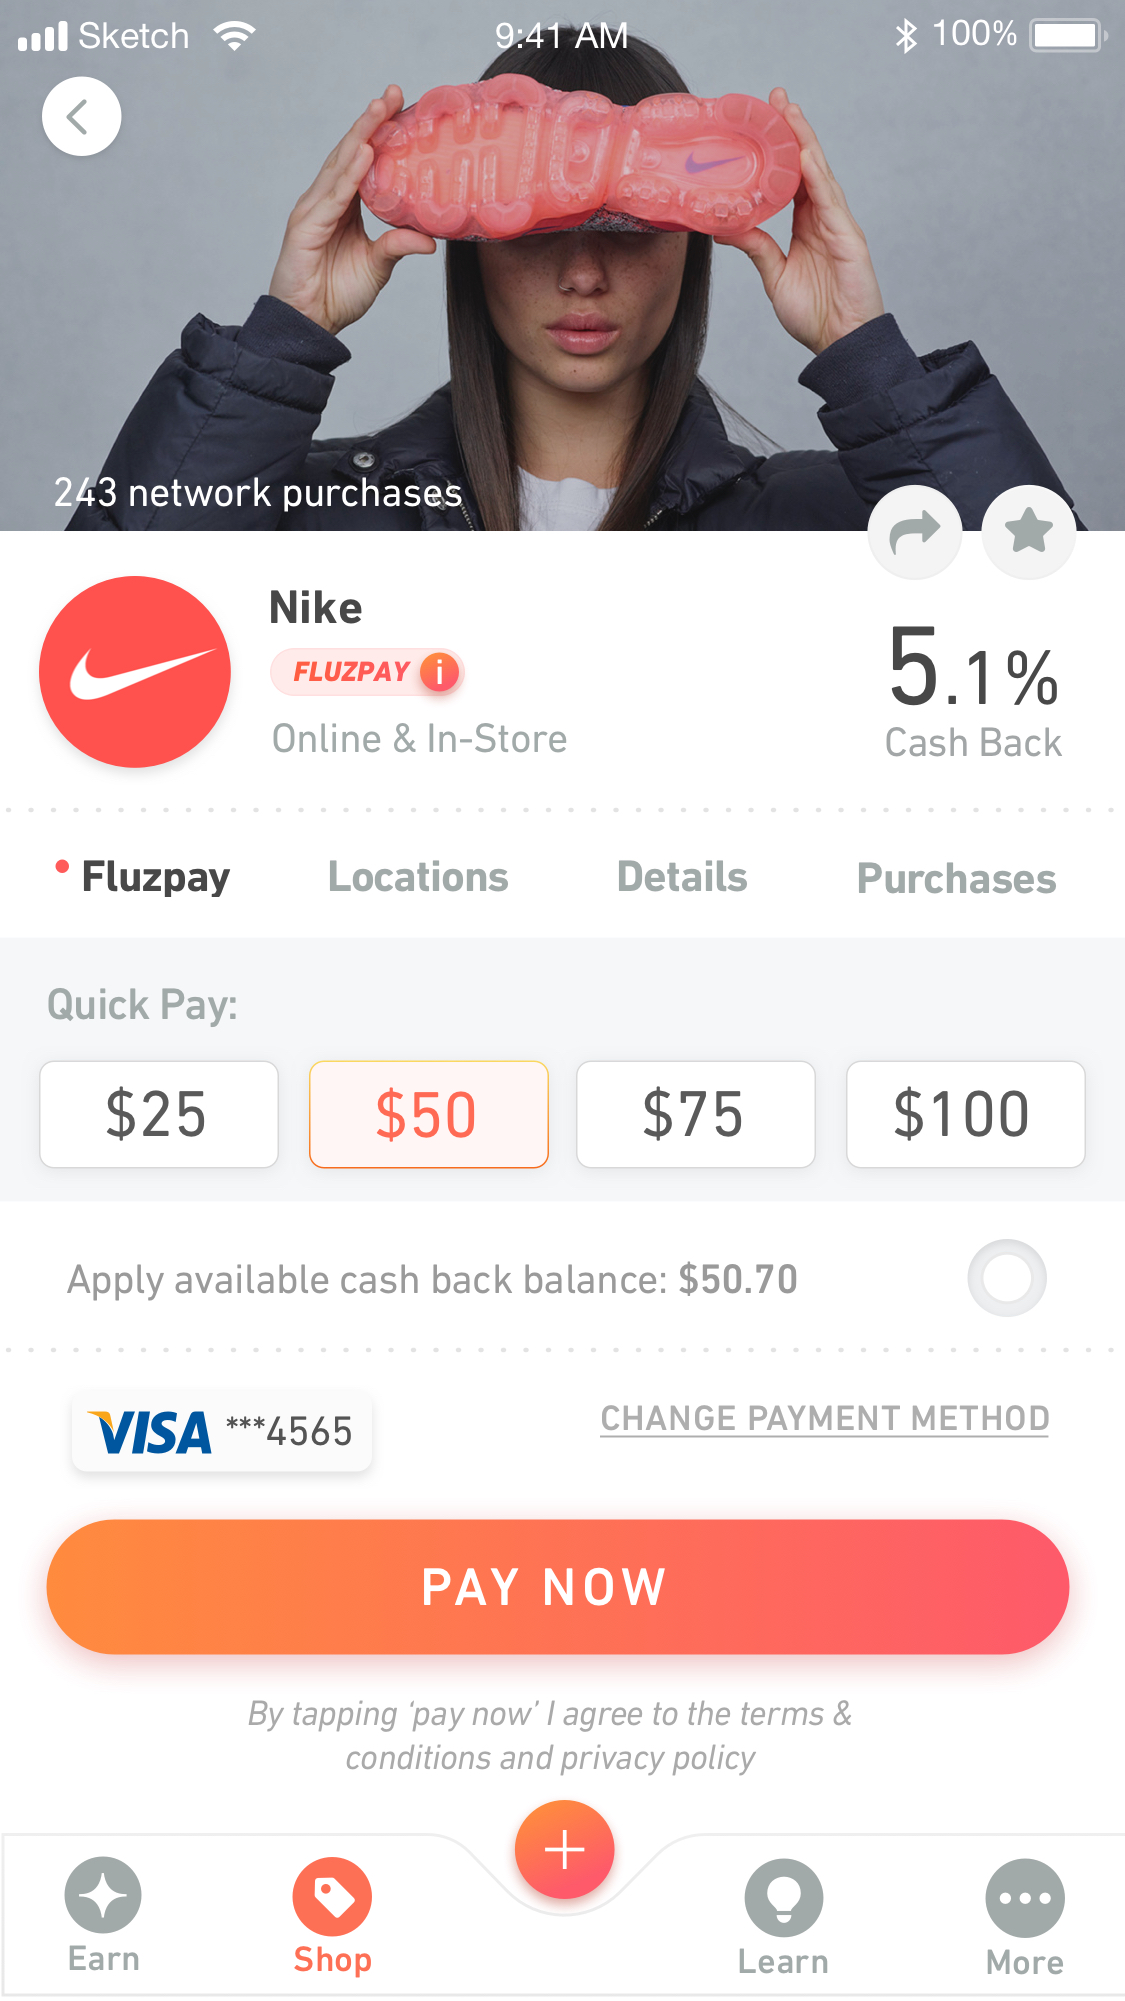 Sketch 9:41 AM 100%
243 network purchases
Nike
FLUZPAY i
Online & In-Store
5.1%
Cash Back
Fluzpay Locations Details Purchases
Quick Pay:
$25 $50 $75 $100
Apply available cash back balance: $50.70
VISA ***4565
CHANGE PAYMENT METHOD
PAY NOW
By tapping ‘pay now’ I agree to the terms &
conditions and privacy policy
Earn Shop Learn More